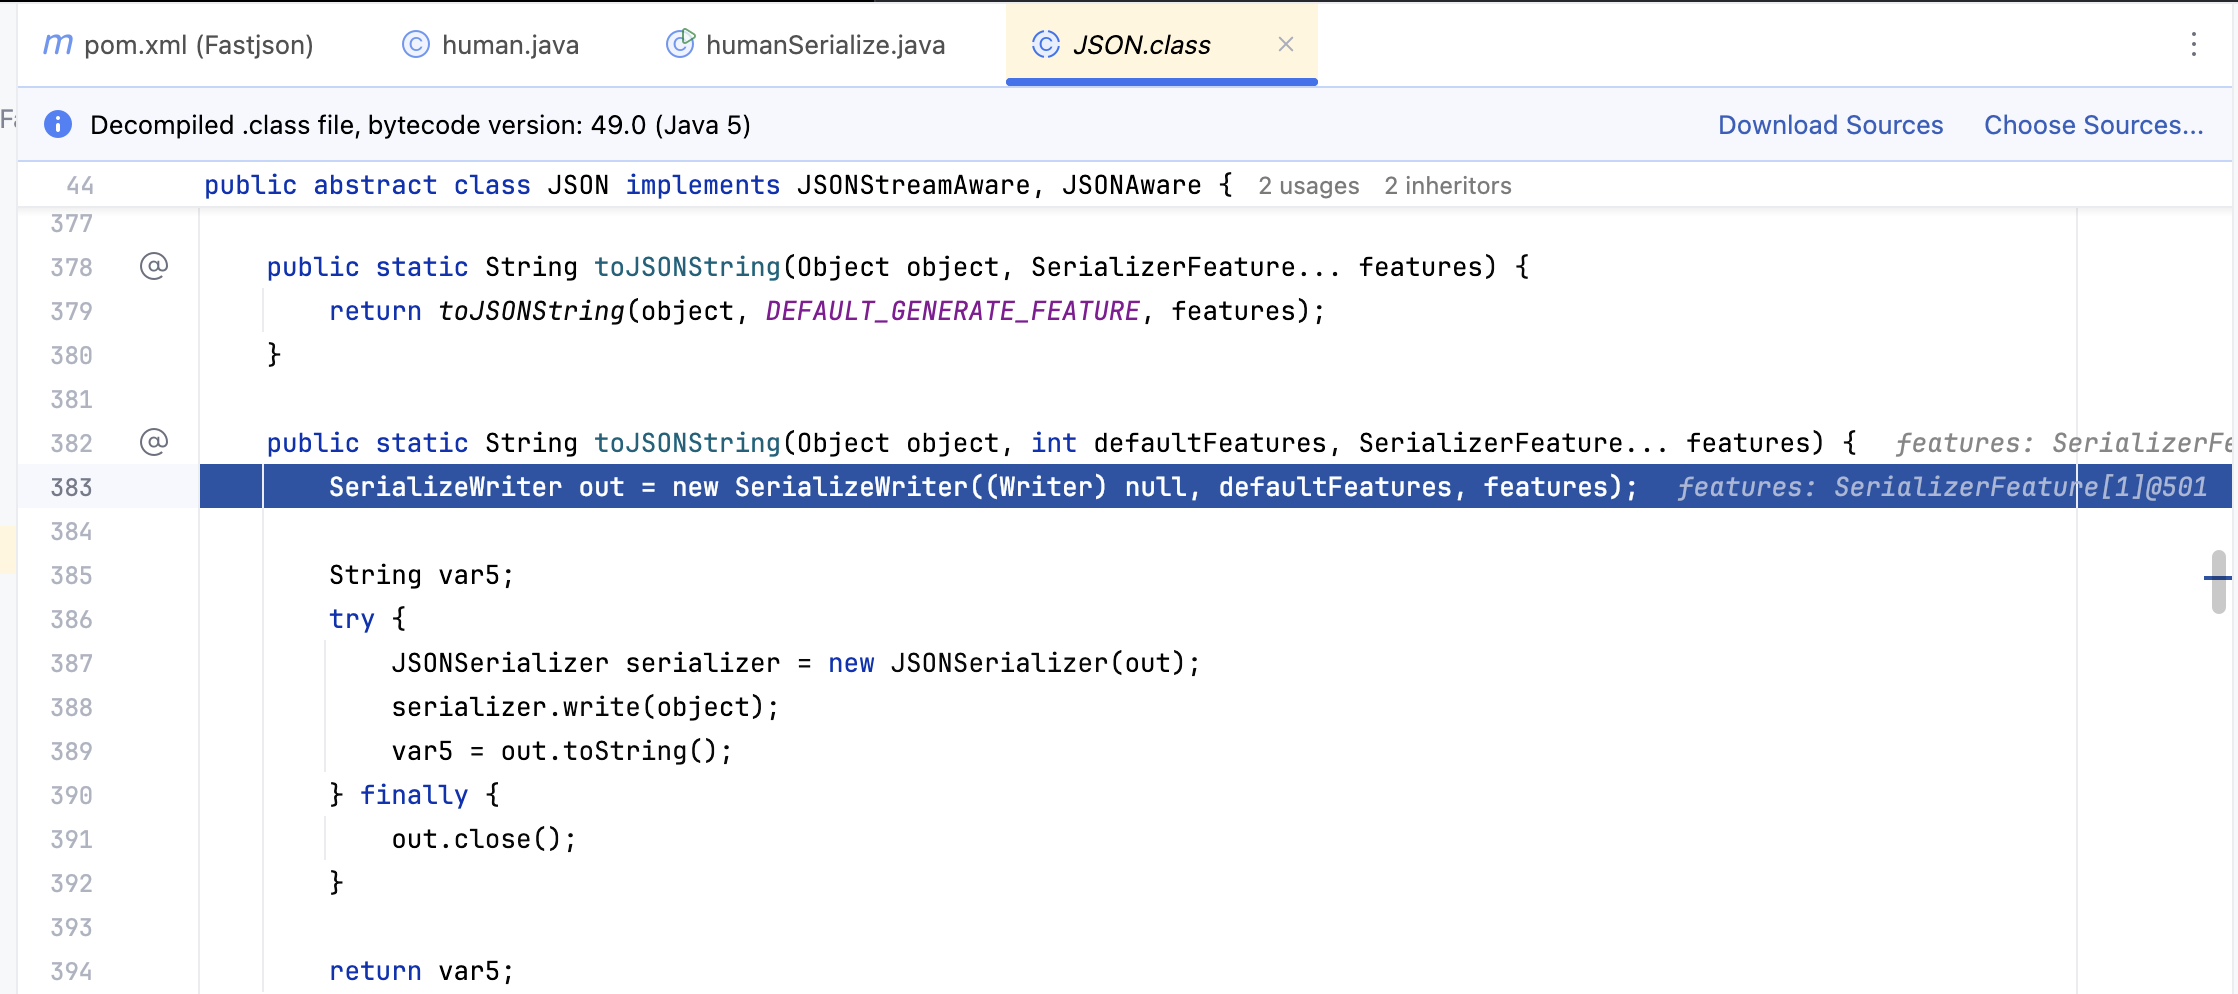 pom.xml (Fastjson) human.java humanSerialize.java JSON.class
Decompiled .class file, bytecode version: 49.0 (Java 5) Download Sources Choose Sources...
44 public abstract class JSON implements JSONStreamAware, JSONAware { 2 usages 2 inheritors
377
378 @ public static String toJSONString(Object object, SerializerFeature... features) {
379 return toJSONString(object, DEFAULT_GENERATE_FEATURE, features);
380 }
381
382 @ public static String toJSONString(Object object, int defaultFeatures, SerializerFeature... features) { features: SerializerFe
383 SerializeWriter out = new SerializeWriter((Writer) null, defaultFeatures, features); features: SerializerFeature[1]@501
384
385 String var5;
386 try {
387 JSONSerializer serializer = new JSONSerializer(out);
388 serializer.write(object);
389 var5 = out.toString();
390 } finally {
391 out.close();
392 }
393
394 return var5;